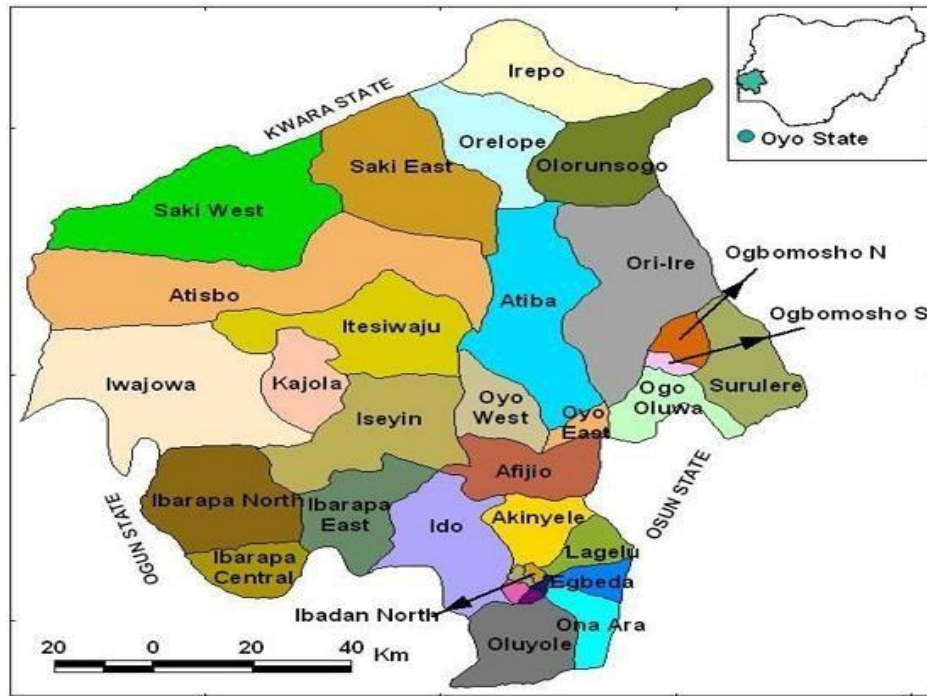 Irepo
KWARA STATE
Orelope
Oyo State
Saki East
Olorunsogo
Saki West
Ogbomosho N
Ori-Ire
Atisbo
Atiba
Ogbomosho S
Itesiwaju
Iwajowa
Kajola
Ogo
Oluwa
Surulere
Oyo
West
Iseyin
Oyo
East
Afijio
Ibarapa North
Ibarapa
East
Ido
Akinyele
OSUN STATE
OGUN STATE
Lagelu
Ibarapa
Central
Egbeda
Ibadan North
Ona Ara
Oluyole
20 0 20 40 Km